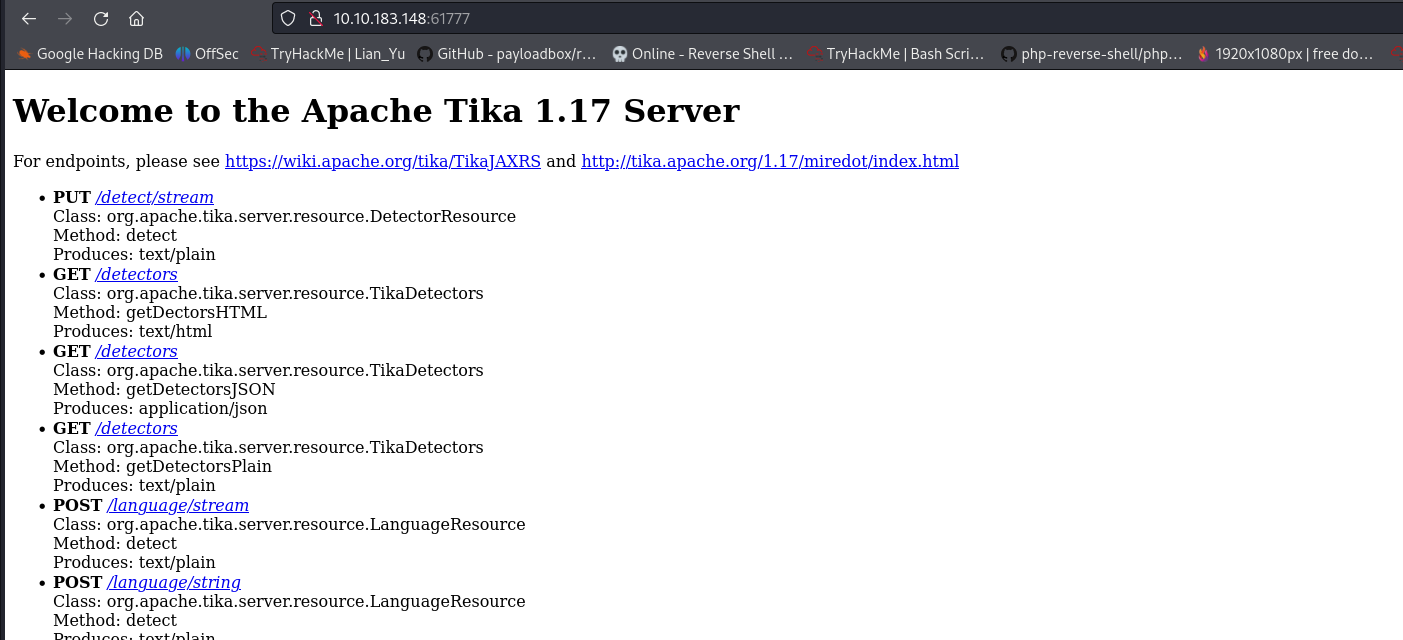 10.10.183.148:61777
Google Hacking DB OffSec TryHackMe | Lian_Yu GitHub - payloadbox/r... Online - Reverse Shell ... TryHackMe | Bash Scri... php-reverse-shell/php... 1920x1080px | free do...
Welcome to the Apache Tika 1.17 Server
For endpoints, please see https://wiki.apache.org/tika/TikaJAXRS and http://tika.apache.org/1.17/miredot/index.html
• PUT /detect/stream
Class: org.apache.tika.server.resource.DetectorResource
Method: detect
Produces: text/plain
• GET /detectors
Class: org.apache.tika.server.resource.TikaDetectors
Method: getDectorsHTML
Produces: text/html
• GET /detectors
Class: org.apache.tika.server.resource.TikaDetectors
Method: getDetectorsJSON
Produces: application/json
• GET /detectors
Class: org.apache.tika.server.resource.TikaDetectors
Method: getDetectorsPlain
Produces: text/plain
• POST /language/stream
Class: org.apache.tika.server.resource.LanguageResource
Method: detect
Produces: text/plain
• POST /language/string
Class: org.apache.tika.server.resource.LanguageResource
Method: detect
Produces: text/plain